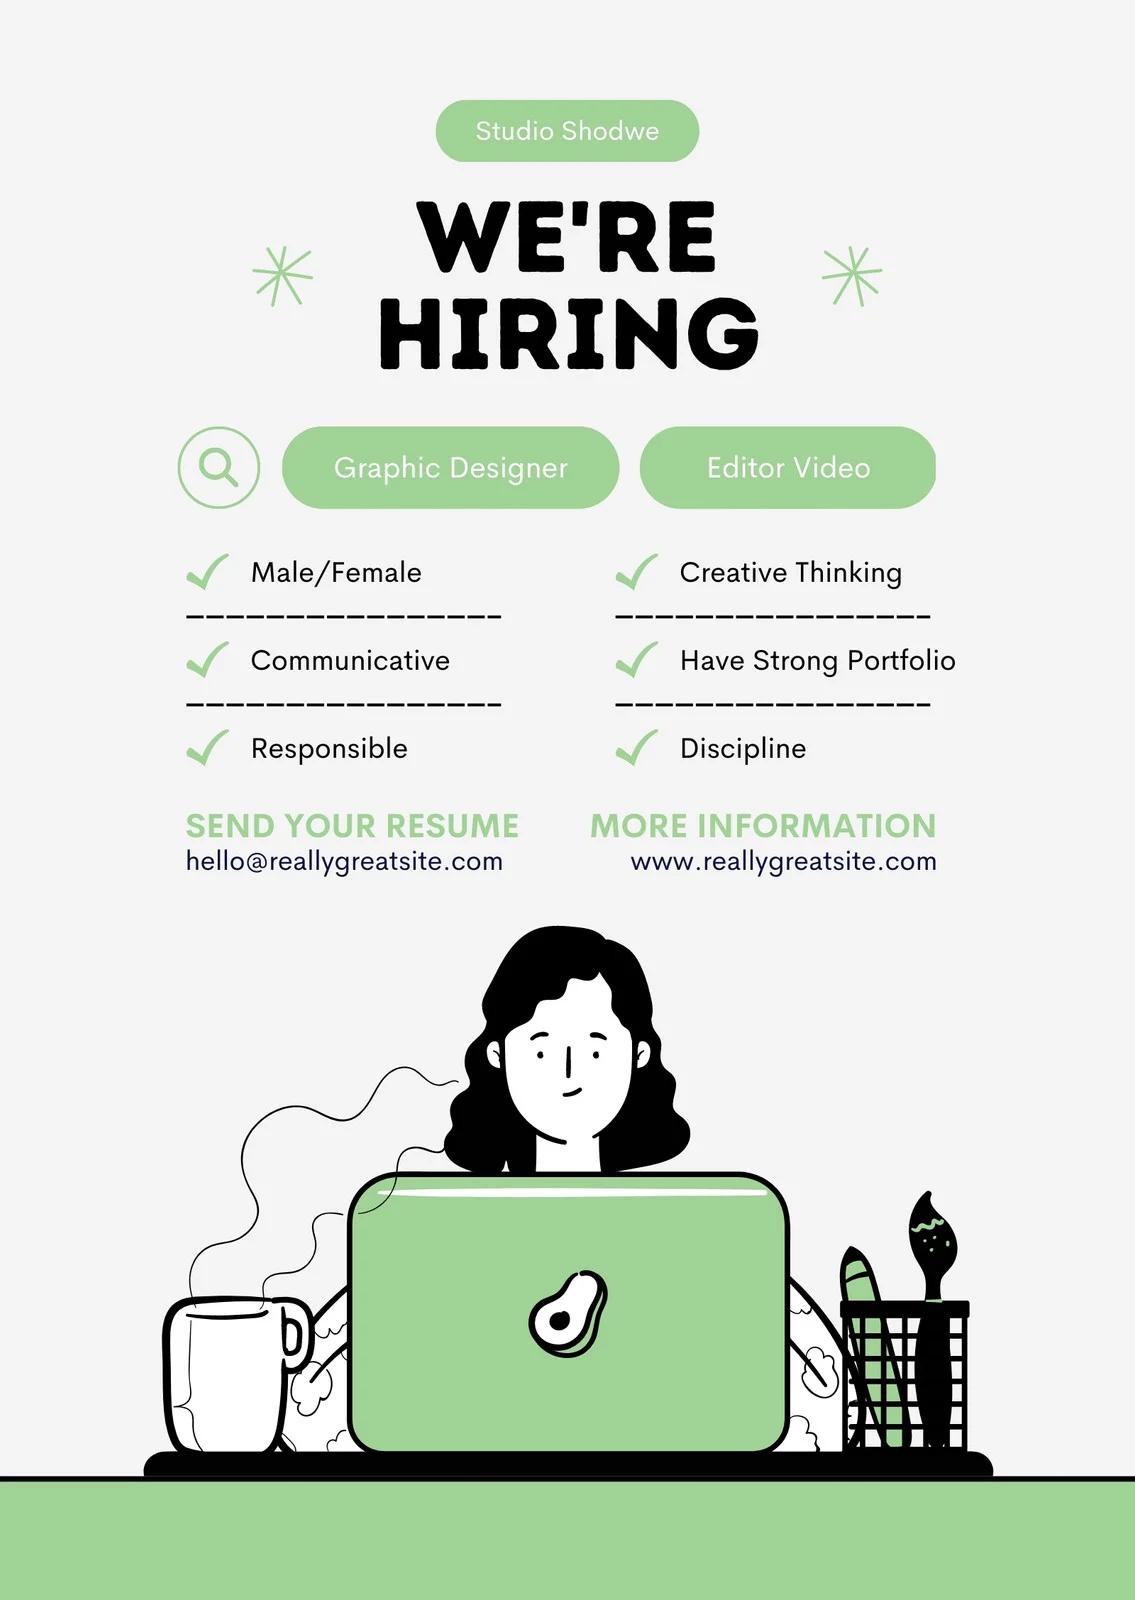 Studio Shodwe
WE'RE
HIRING
Graphic Designer
Editor Video
Male/Female
Creative Thinking
Communicative
Have Strong Portfolio
Responsible
Discipline
SEND YOUR RESUME
hello@reallygreatsite.com
MORE INFORMATION
www.reallygreatsite.com